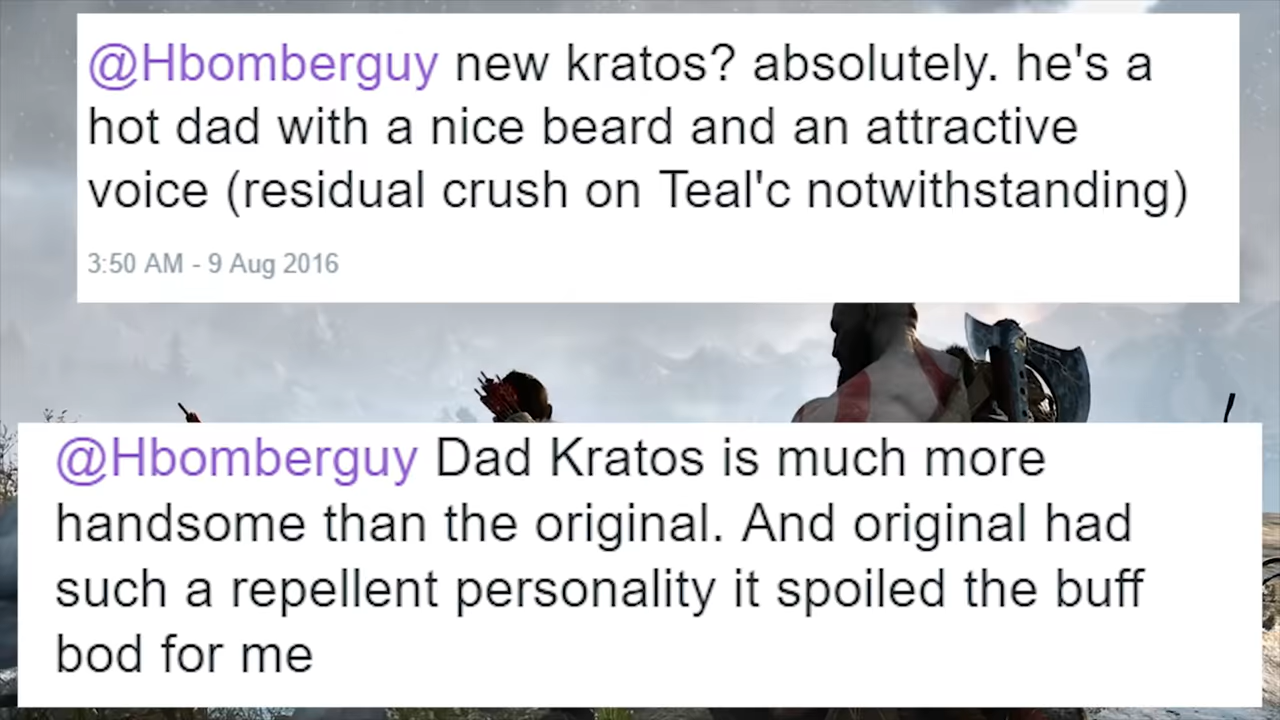 @Hbomberguy new kratos? absolutely. he's a
hot dad with a nice beard and an attractive
voice (residual crush on Teal'c notwithstanding)
3:50 AM - 9 Aug 2016
@Hbomberguy Dad Kratos is much more
handsome than the original. And original had
such a repellent personality it spoiled the buff
bod for me